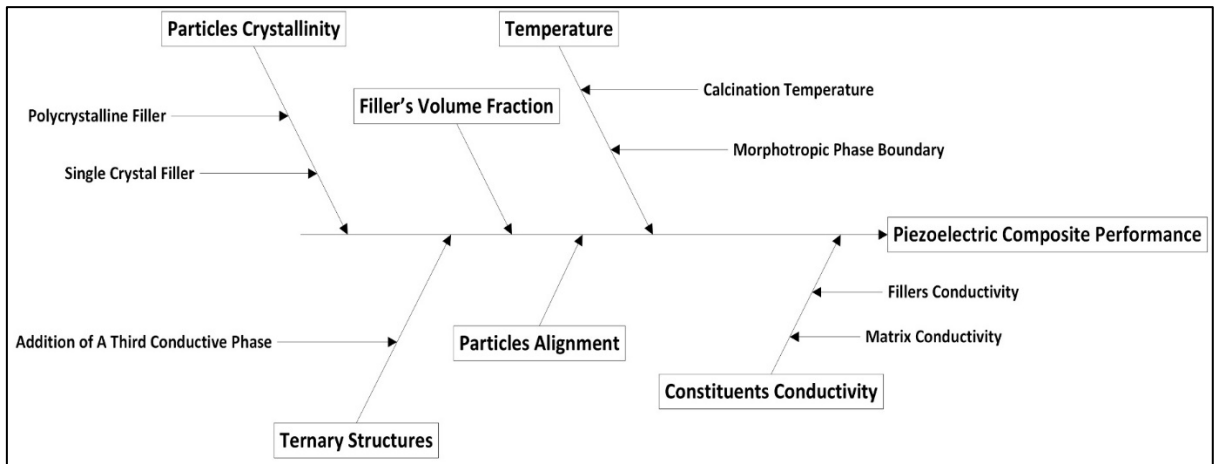 Particles Crystallinity
Temperature
Calcination Temperature
Filler's Volume Fraction
Polycrystalline Filler
Morphotropic Phase Boundary
Single Crystal Filler
Piezoelectric Composite Performance
Fillers Conductivity
Addition of A Third Conductive Phase
Particles Alignment
Matrix Conductivity
Constituents Conductivity
Ternary Structures